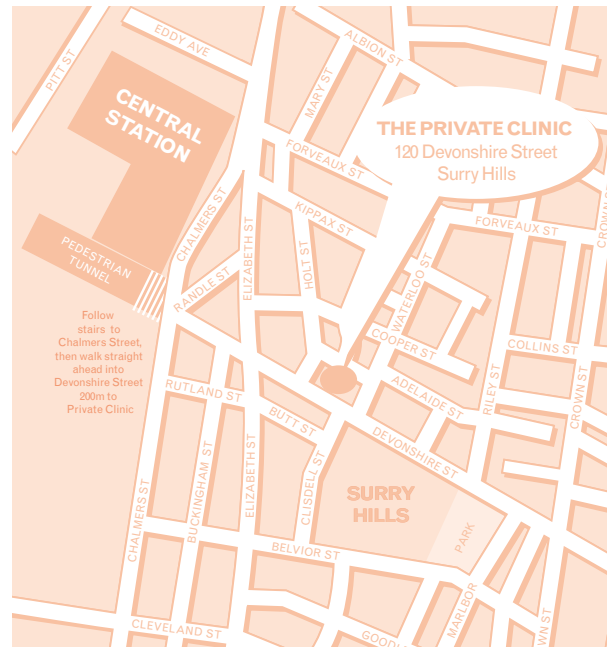 EDDY AVE
ALBION ST
PITT ST
MARY ST
CENTRAL
STATION
THE PRIVATE CLINIC
120 Devonshire Street
Surry Hills
FORVEAUX ST
CHALMERS ST
KIPPAX ST
FORVEAUX ST
CROWN
PEDESTRIAN
TUNNEL
ELIZABETH ST
HOLT ST
WATERLOO ST
RANDLE ST
Follow
stairs to
Chalmers Street,
then walk straight
ahead into
Devonshire Street
200m to
Private Clinic
COOPER ST
COLLINS ST
RUTLAND ST
ADELAIDE ST
RILEY ST
CROWN ST
BUTT ST
DEVONSHIRE ST
BUCKINGHAM ST
ELIZABETH ST
CLISDELL ST
SURRY
HILLS
CHALMERS ST
PARK
BELVIOR ST
MARLBOR
CLEVELAND ST
GOODL
WN ST